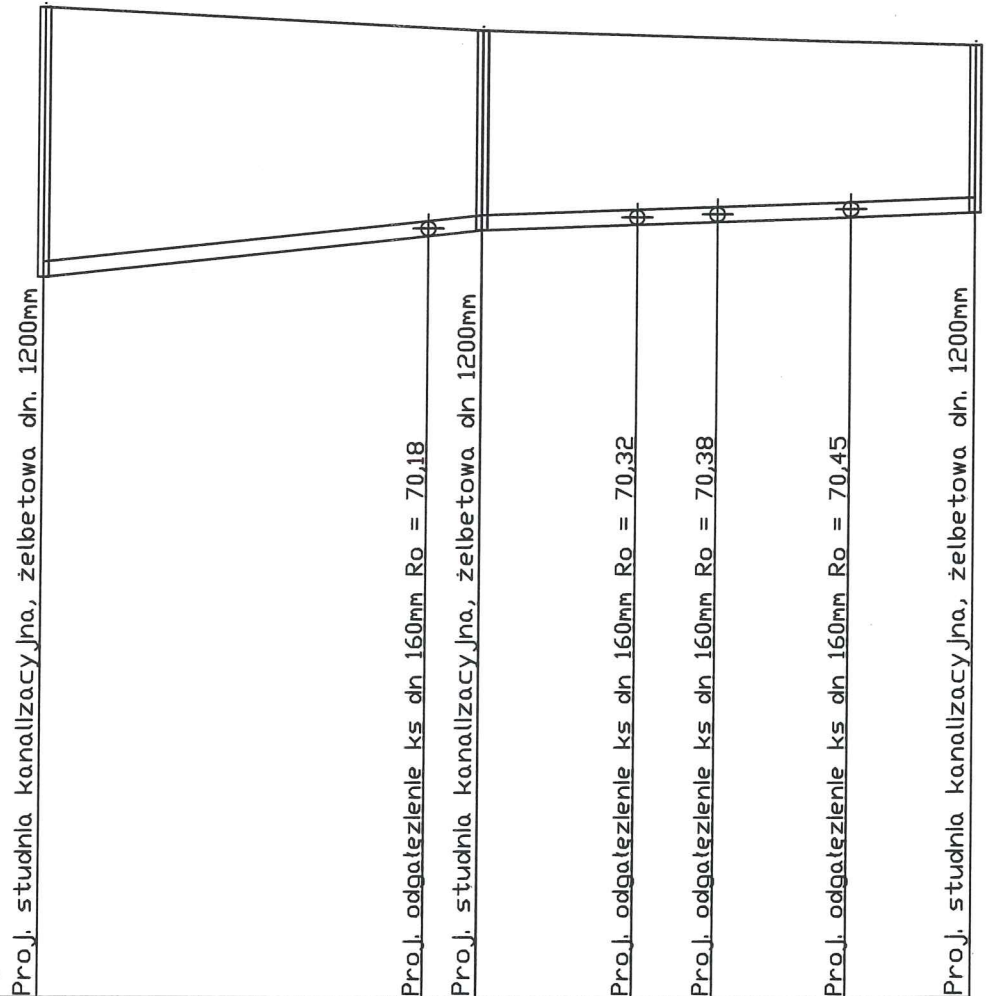 Proj. studnia kanalizacyjna, żelbetowa dn. 1200mm
Proj. odgałęzienie ks dn 160mm Ro = 70,18
Proj. studnia kanalizacyjna, żelbetowa dn 1200mm
Proj. odgałęzienie ks dn 160mm Ro = 70,32
Proj. odgałęzienie ks dn 160mm Ro = 70,38
Proj. odgałęzienie ks dn 160mm Ro = 70,45
Proj. studnia kanalizacyjna, żelbetowa dn. 1200mm